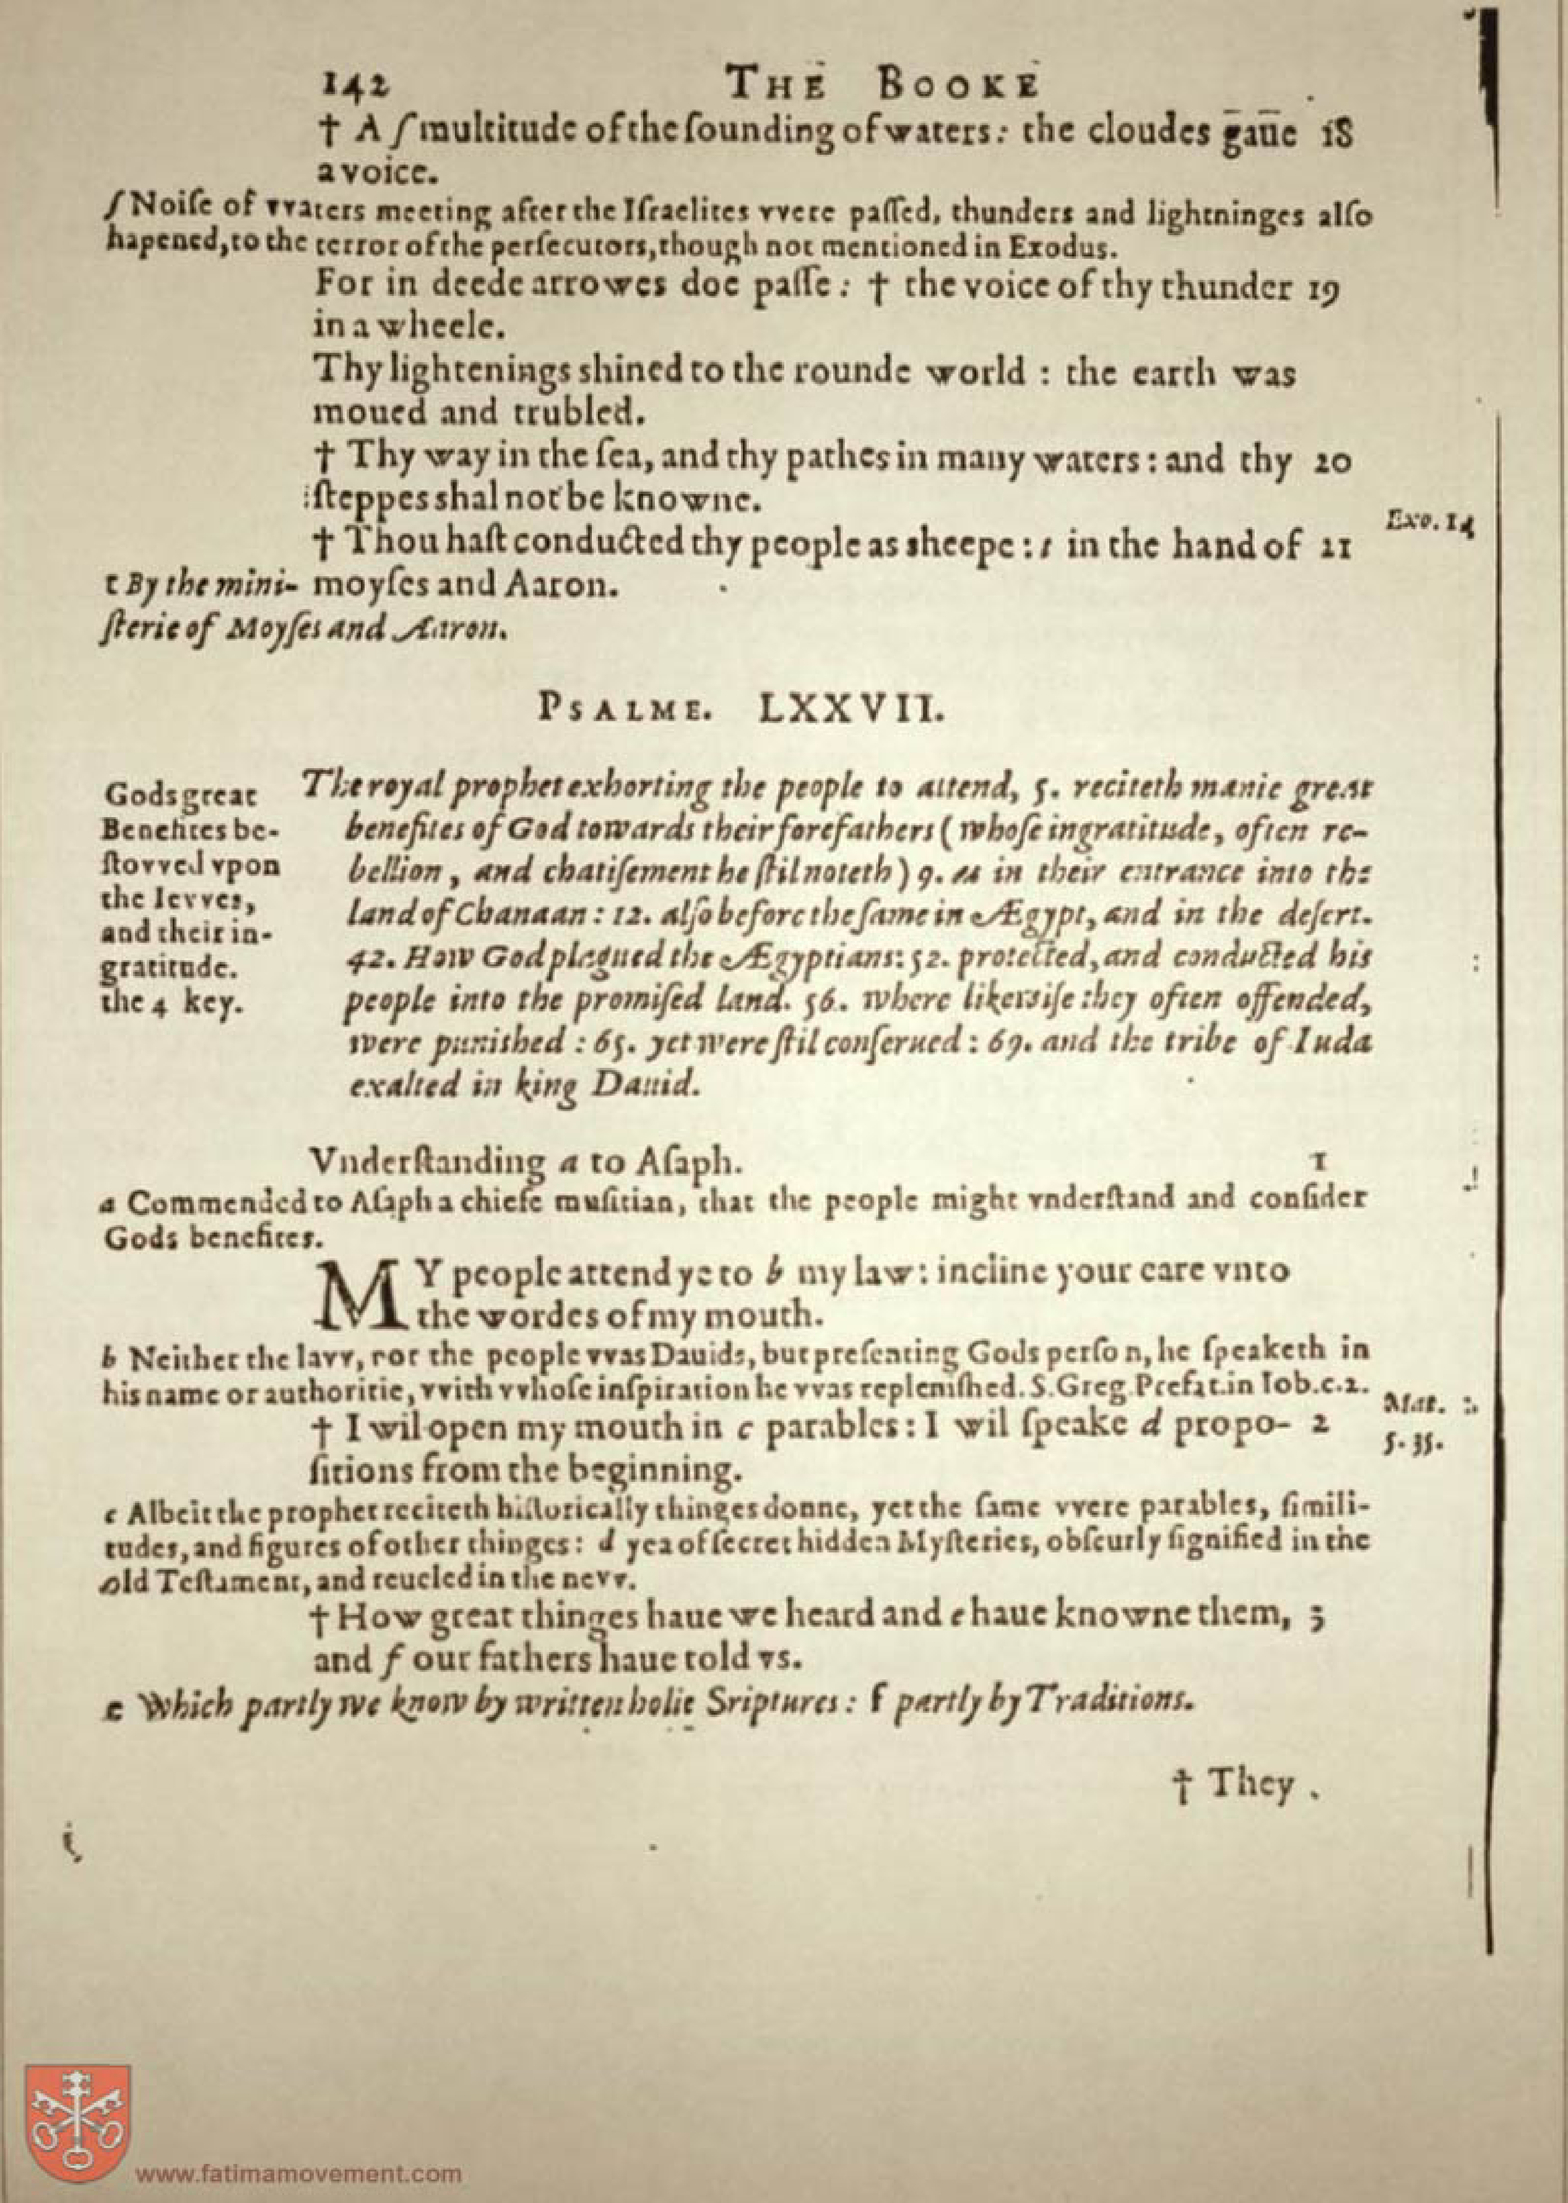 142 THE BOOKE
† A ſ multitude of the ſounding of waters: the cloudes gaue 18
a voice.
ſ Noiſe of vvaters meeting after the Iſraelites vvere paſſed, thunders and lightninges alſo
hapened, to the terror of the perſecutors, though not mentioned in Exodus.
For in deede arrowes doe paſſe: † the voice of thy thunder 19
in a wheele.
Thy lightenings shined to the rounde world: the earth was
moued and trubled.
† Thy way in the ſea, and thy pathes in many waters: and thy 20
ſteppes shal not be knowne.
Exo. 14
† Thou haſt conducted thy people as sheepe: t in the hand of 21
moyſes and Aaron.
t By the mini-
ſterie of Moyſes and Aaron.
PSALME. LXXVII.
Gods great
Benefites be-
ſtovved vpon
the Ievves,
and their in-
gratitude.
the 4 key.
The royal prophet exhorting the people to attend, 5. reciteth manie great
benefites of God towards their forefathers (whoſe ingratitude, often re-
bellion, and chatiſement he ſtil noteth) 9. as in their entrance into the
land of Chanaan: 12. alſo before the ſame in Ægypt, and in the deſert.
42. How God plagued the Ægyptians: 52. protected, and conducted his
people into the promiſed land. 56. where likewiſe they often offended,
were punished: 65. yet were ſtil conſerued: 69. and the tribe of Iuda
exalted in king Dauid.
Vnderſtanding a to Aſaph. 1
a Commended to Aſaph a chiefe muſitian, that the people might vnderſtand and conſider
Gods benefites.
MY people attend ye to b my law: incline your eare vnto
the wordes of my mouth.
b Neither the lavv, nor the people vvas Dauids, but preſenting Gods perſon, he ſpeaketh in
his name or authoritie, vvith vvhoſe inſpiration he vvas repleniſhed. S. Greg. Prefat. in Iob. c. 2.
† I wil open my mouth in c parables: I wil ſpeake d propo- 2
ſitions from the beginning.
Mat.
35.
c Albeit the prophet reciteth hiſtorically thinges donne, yet the ſame vvere parables, ſimili-
tudes, and figures of other thinges: d yea of ſecret hidden Myſteries, obſcurly ſignified in the
old Teſtament, and reueled in the nevv.
† How great thinges haue we heard and e haue knowne them, 3
and f our fathers haue told vs.
e Which partly we know by written holie Sriptures: f partly by Traditions.
† They
www.fatimamovement.com